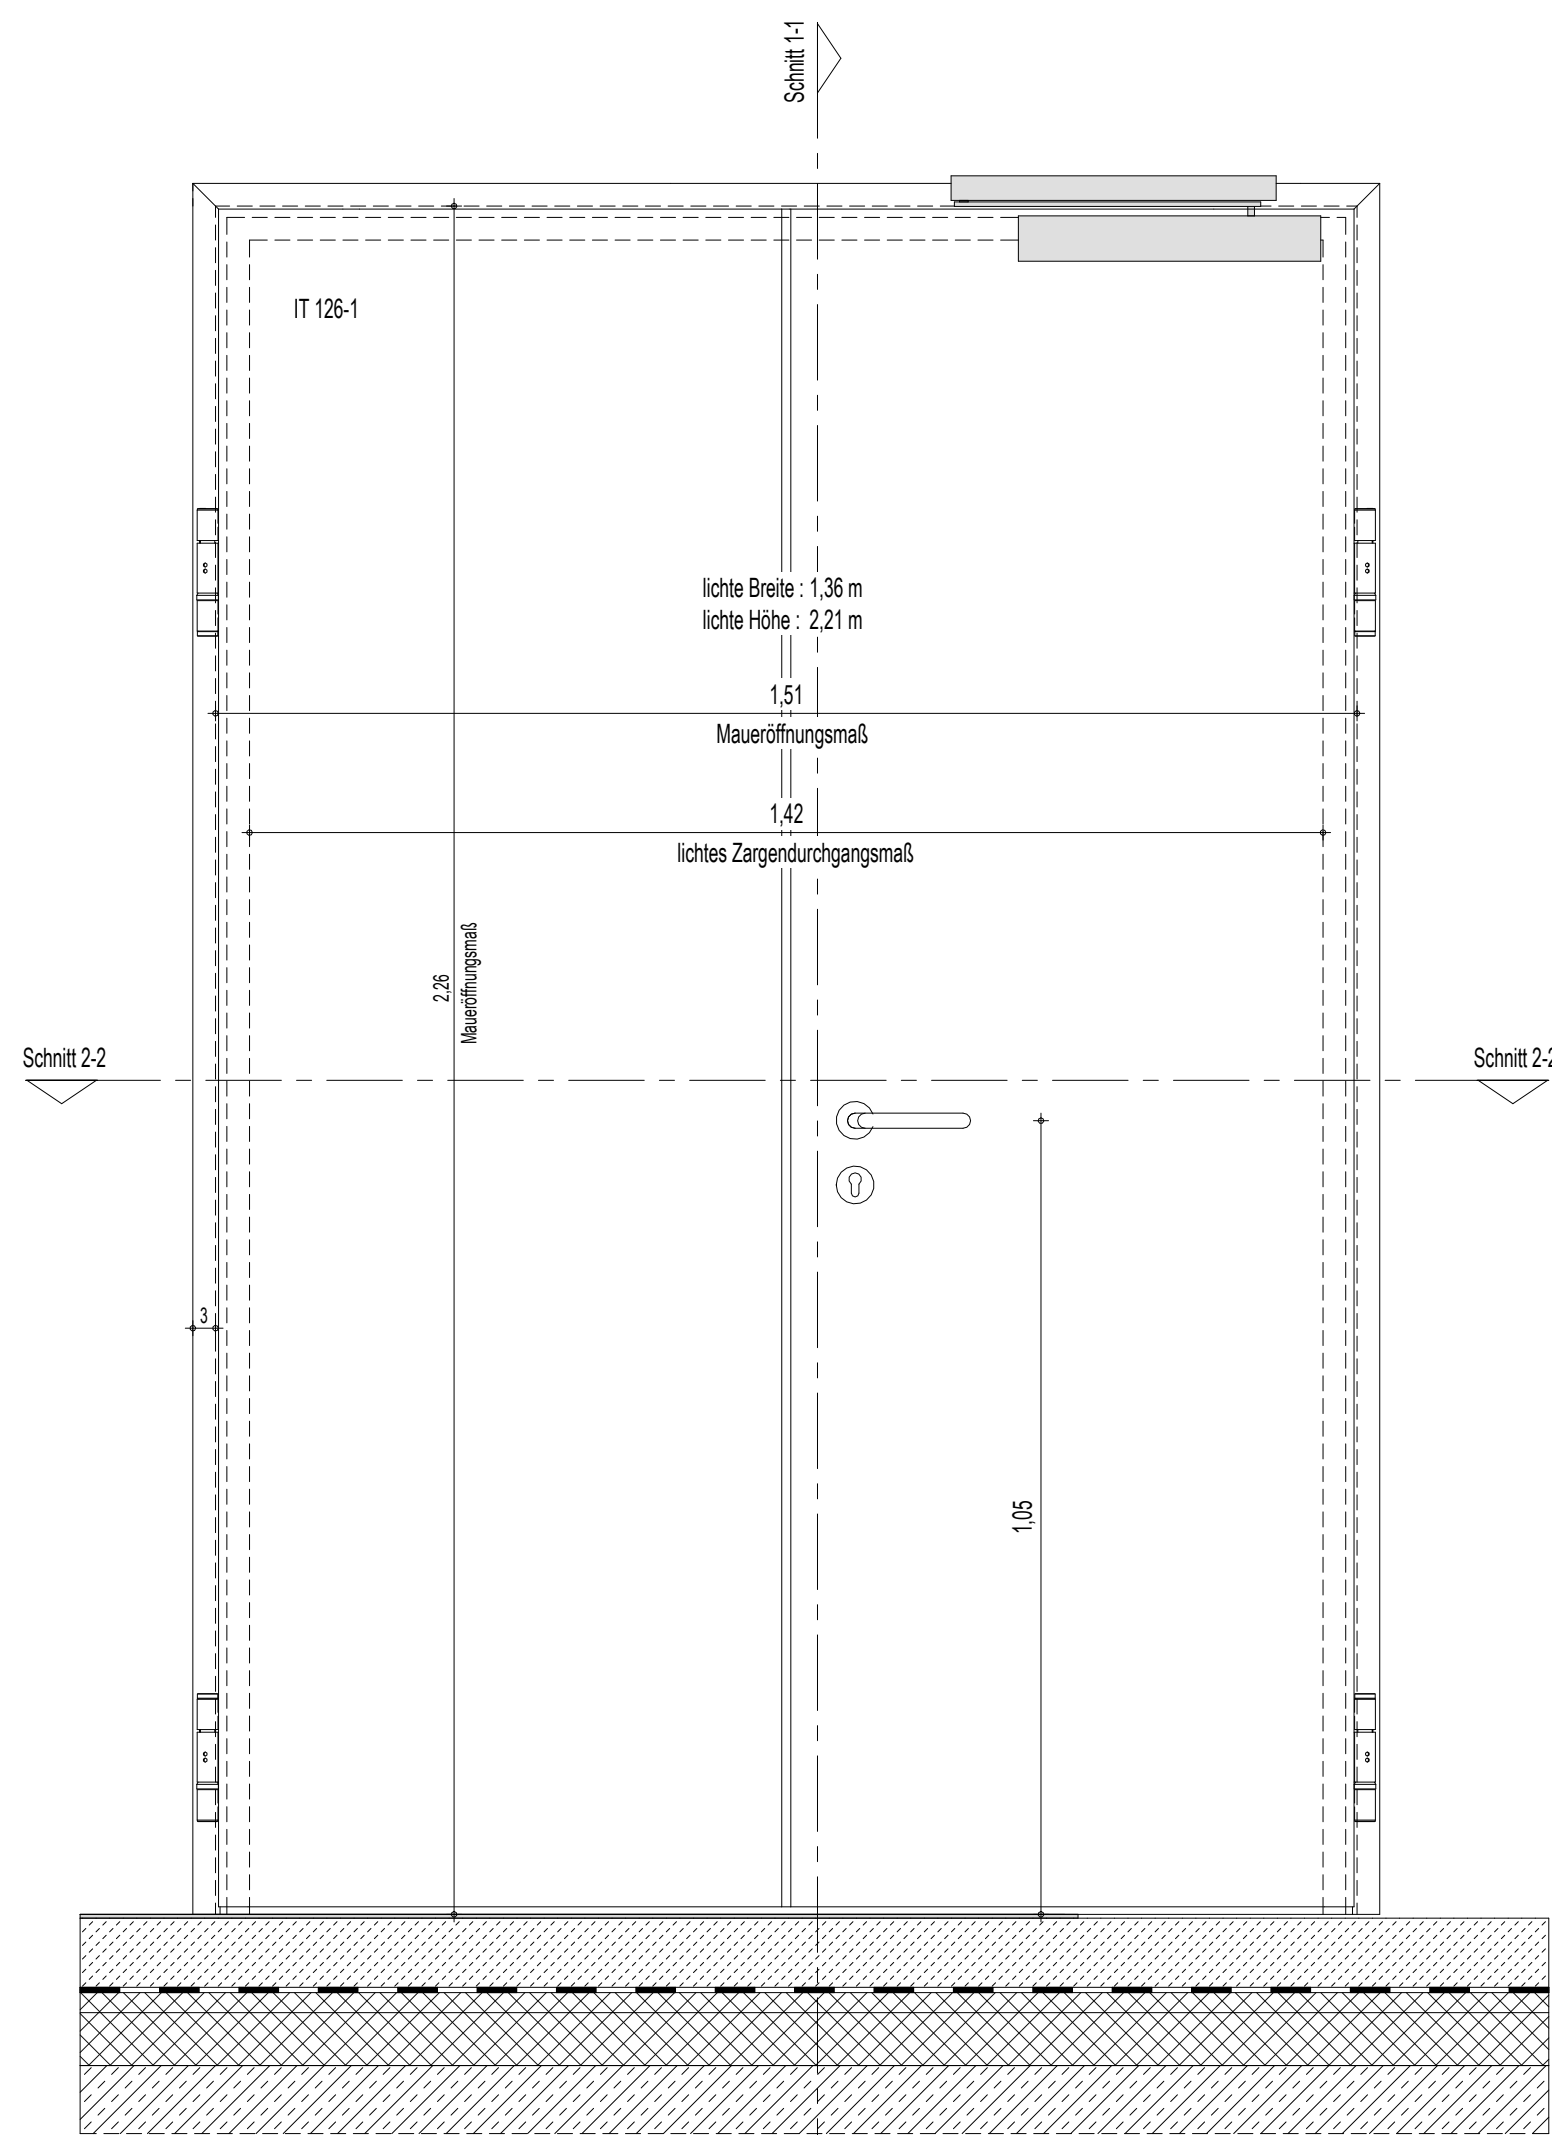 Schnitt 1-1
IT 126-1
lichte Breite : 1,36 m
lichte Höhe : 2,21 m
1,51
Maueröffnungsmaß
1,42
lichtes Zargendurchgangsmaß
2,26
Maueröffnungsmaß
Schnitt 2-2
Schnitt 2-2
3
1,05